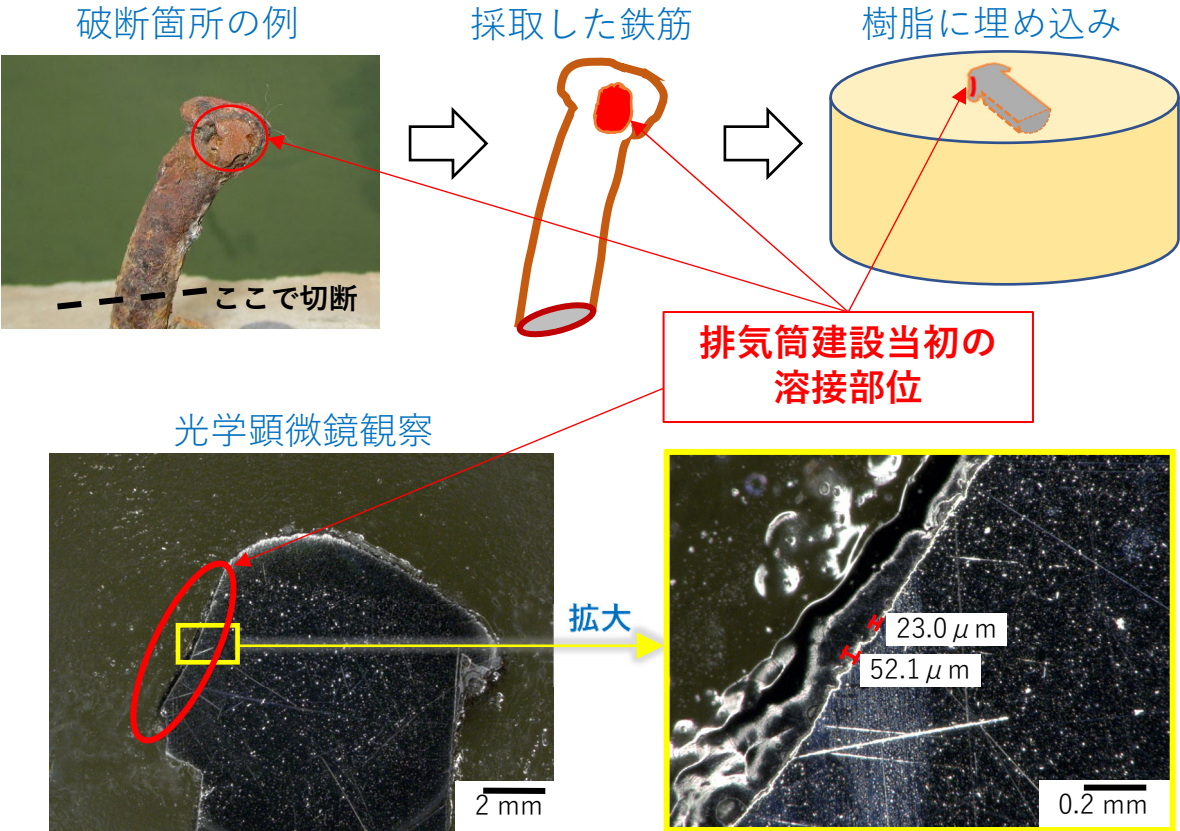 破断箇所の例
採取した鉄筋
樹脂に埋め込み
ここで切断
排気筒建設当初の
溶接部位
光学顕微鏡観察
拡大
23.0μm
52.1μm
2 mm
0.2 mm